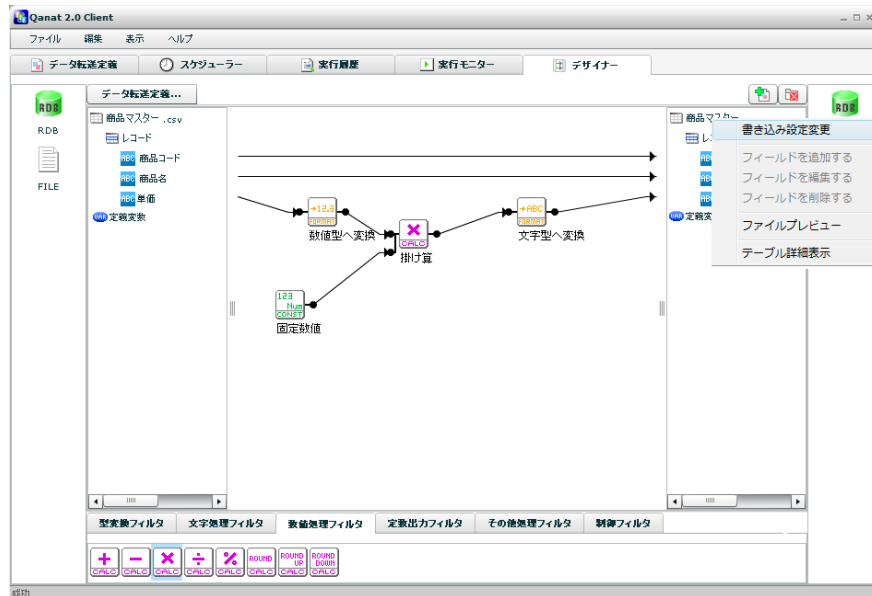 Qanat 2.0 Client
ファイル 編集 表示 ヘルプ
データ転送定義 スケジューラー 実行履歴 実行モニター デザイナー
RDB
RDB
FILE
データ転送定義...
商品マスター .csv
レコード
ABC 商品コード
ABC 商品名
ABC 単価
VAR 定義変数
→12.3
FORMAT
数値型へ変換
CALC
掛け算
→ABC
FORMAT
文字型へ変換
123
Num
CONST
固定数値
商品マスター
書き込み設定変更
フィールドを追加する
フィールドを編集する
フィールドを削除する
ファイルプレビュー
テーブル詳細表示
VAR 定義変
RDB
型変換フィルタ 文字処理フィルタ 数値処理フィルタ 定数出力フィルタ その他処理フィルタ 制御フィルタ
+ − × ÷ % ROUND ROUND UP ROUND DOWN
CALC CALC CALC CALC CALC CALC CALC CALC
成功